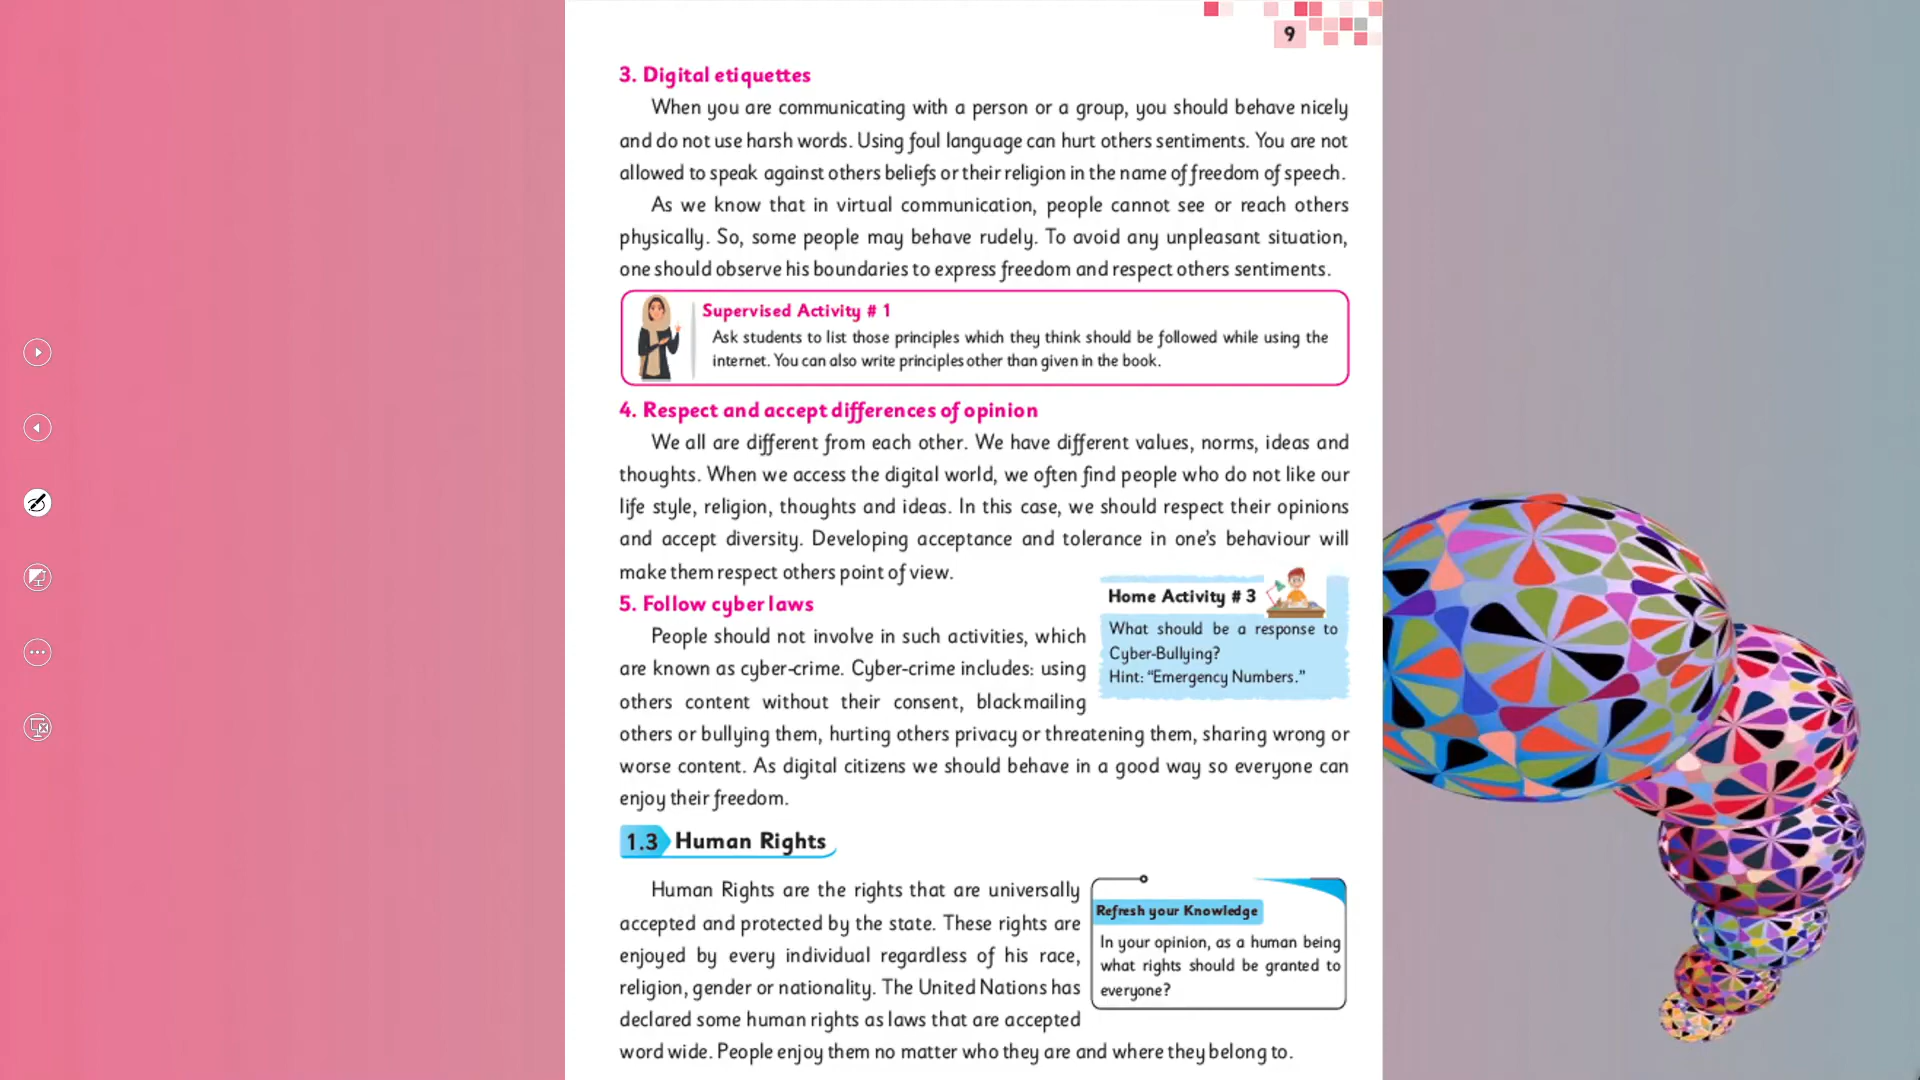 9
3. Digital etiquettes
When you are communicating with a person or a group, you should behave nicely
and do not use harsh words. Using foul language can hurt others sentiments. You are not
allowed to speak against others beliefs or their religion in the name of freedom of speech.
As we know that in virtual communication, people cannot see or reach others
physically. So, some people may behave rudely. To avoid any unpleasant situation,
one should observe his boundaries to express freedom and respect others sentiments.
Supervised Activity # 1
Ask students to list those principles which they think should be followed while using the
internet. You can also write principles other than given in the book.
4. Respect and accept differences of opinion
We all are different from each other. We have different values, norms, ideas and
thoughts. When we access the digital world, we often find people who do not like our
life style, religion, thoughts and ideas. In this case, we should respect their opinions
and accept diversity. Developing acceptance and tolerance in one's behaviour will
make them respect others point of view.
5. Follow cyber laws
People should not involve in such activities, which
are known as cyber-crime. Cyber-crime includes: using
others content without their consent, blackmailing
others or bullying them, hurting others privacy or threatening them, sharing wrong or
worse content. As digital citizens we should behave in a good way so everyone can
enjoy their freedom.
Home Activity # 3
What should be a response to
Cyber-Bullying?
Hint: "Emergency Numbers."
1.3 Human Rights
Human Rights are the rights that are universally
accepted and protected by the state. These rights are
enjoyed by every individual regardless of his race,
religion, gender or nationality. The United Nations has
declared some human rights as laws that are accepted
word wide. People enjoy them no matter who they are and where they belong to.
Refresh your Knowledge
In your opinion, as a human being
what rights should be granted to
everyone?